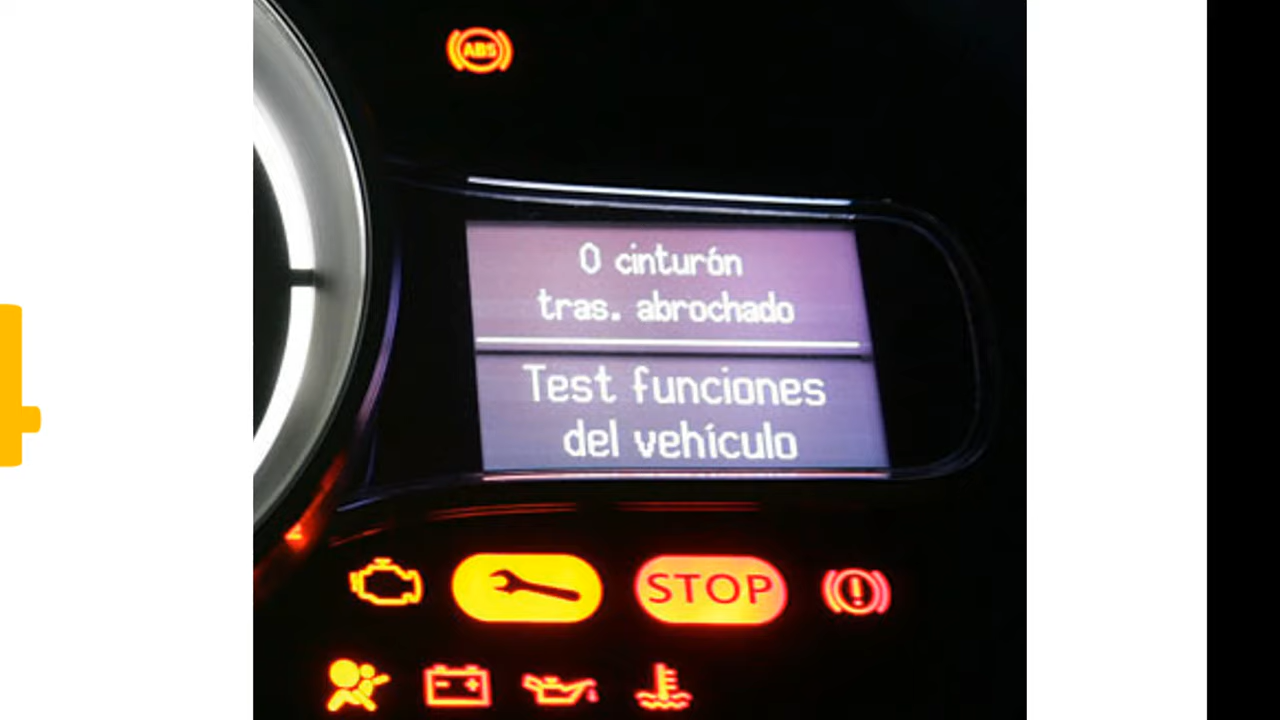 ABS
0 cinturón
tras. abrochado
Test funciones
del vehículo
STOP